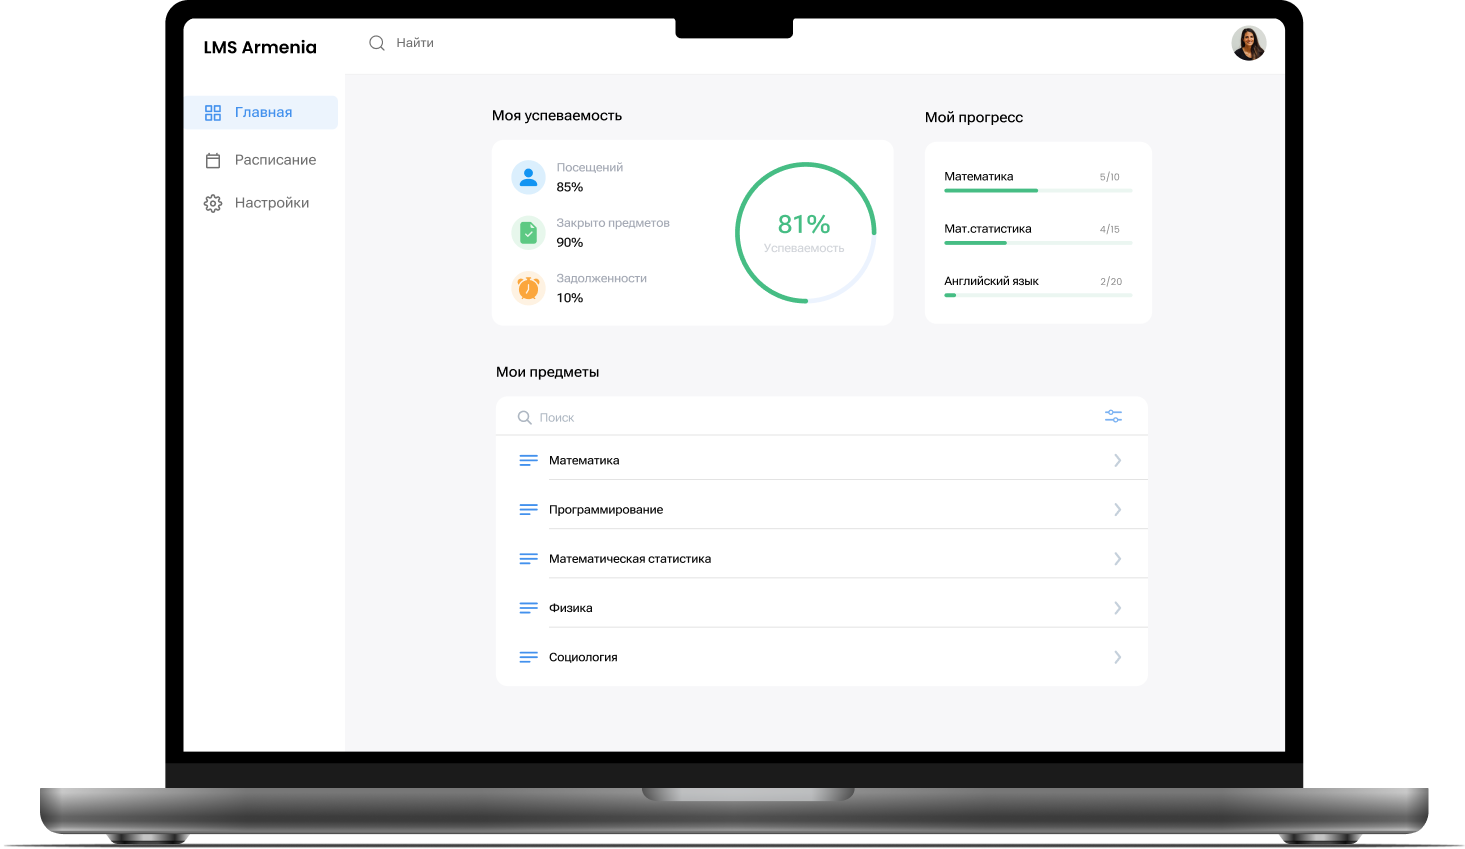 LMS Armenia
Найти
Главная
Расписание
Настройки
Моя успеваемость
Посещений
85%
Закрыто предметов
90%
Задолженности
10%
81%
Успеваемость
Мой прогресс
Математика 5/10
Мат.статистика 4/15
Английский язык 2/20
Мои предметы
Поиск
Математика
Программирование
Математическая статистика
Физика
Социология